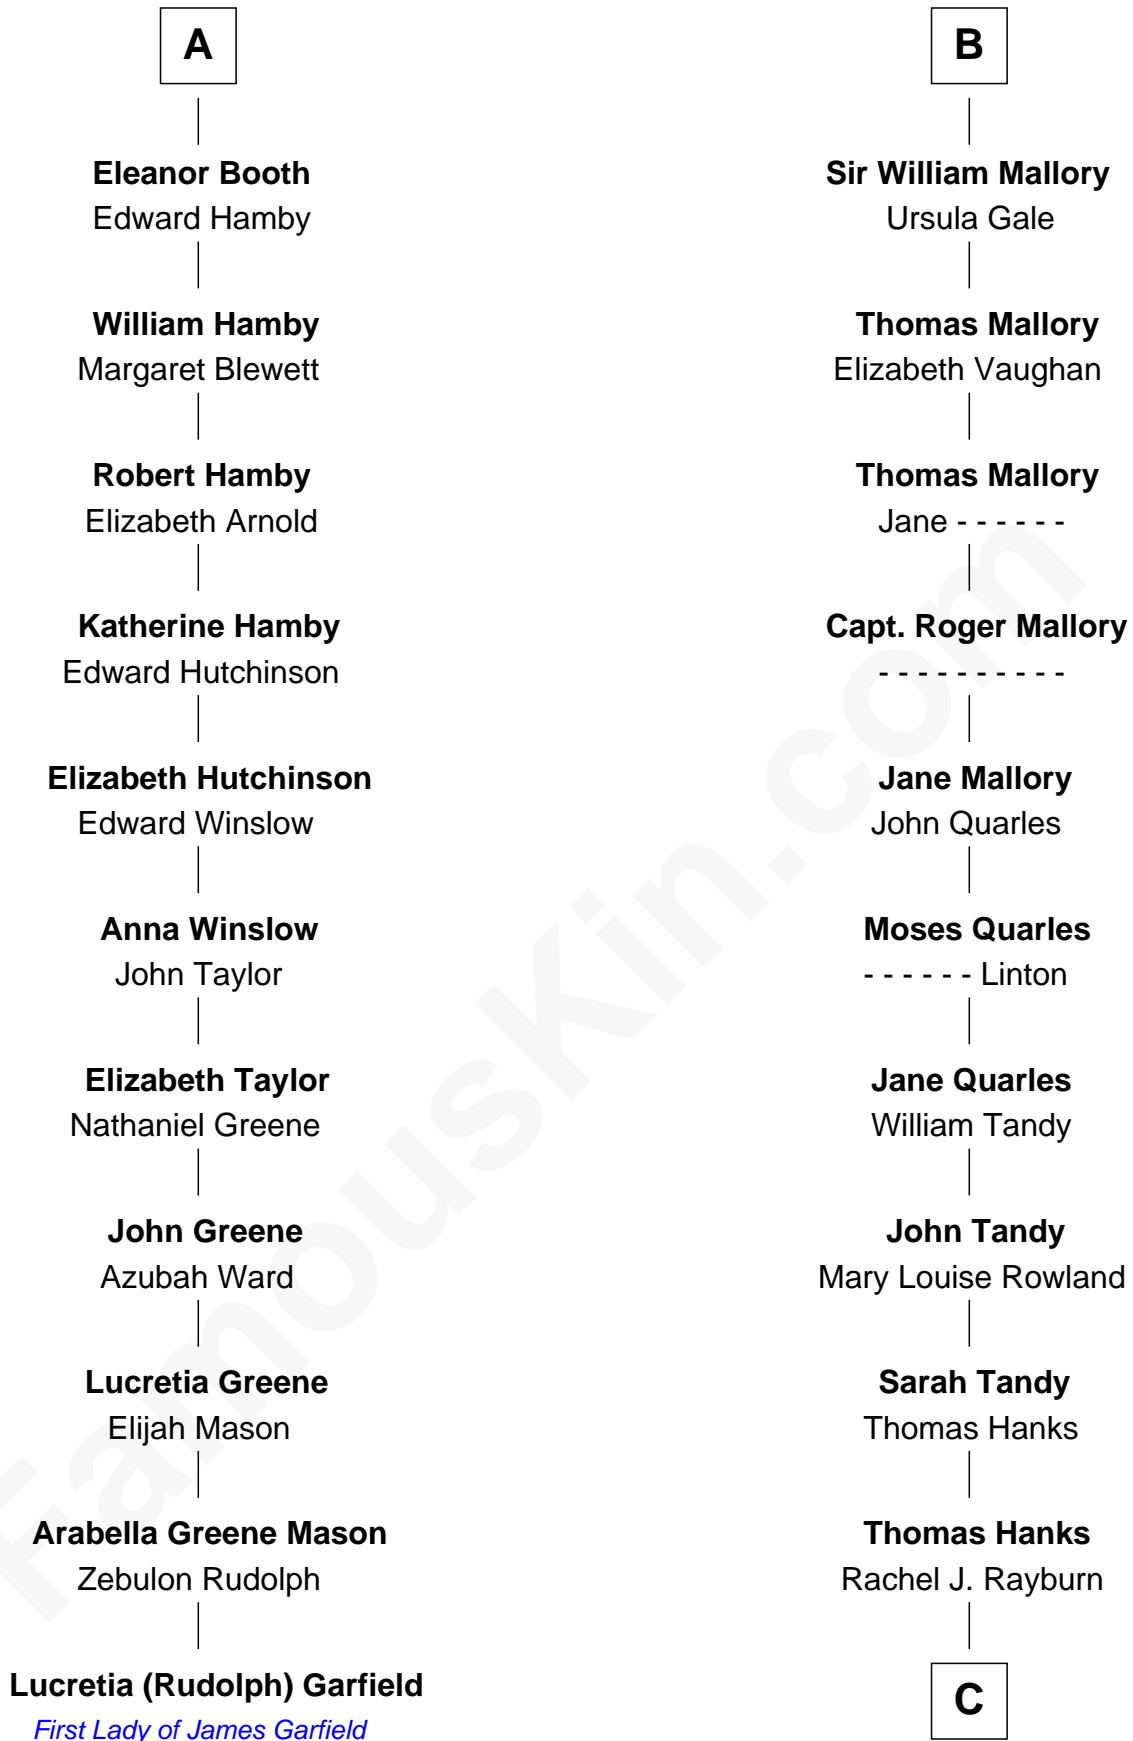 A
Eleanor Booth
Edward Hamby
William Hamby
Margaret Blewett
Robert Hamby
Elizabeth Arnold
Katherine Hamby
Edward Hutchinson
Elizabeth Hutchinson
Edward Winslow
Anna Winslow
John Taylor
Elizabeth Taylor
Nathaniel Greene
John Greene
Azubah Ward
Lucretia Greene
Elijah Mason
Arabella Greene Mason
Zebulon Rudolph
Lucretia (Rudolph) Garfield
First Lady of James Garfield
B
Sir William Mallory
Ursula Gale
Thomas Mallory
Elizabeth Vaughan
Thomas Mallory
Jane - - - - - -
Capt. Roger Mallory
- - - - - - - - - -
Jane Mallory
John Quarles
Moses Quarles
- - - - - - Linton
Jane Quarles
William Tandy
John Tandy
Mary Louise Rowland
Sarah Tandy
Thomas Hanks
Thomas Hanks
Rachel J. Rayburn
C
FamousKin.com